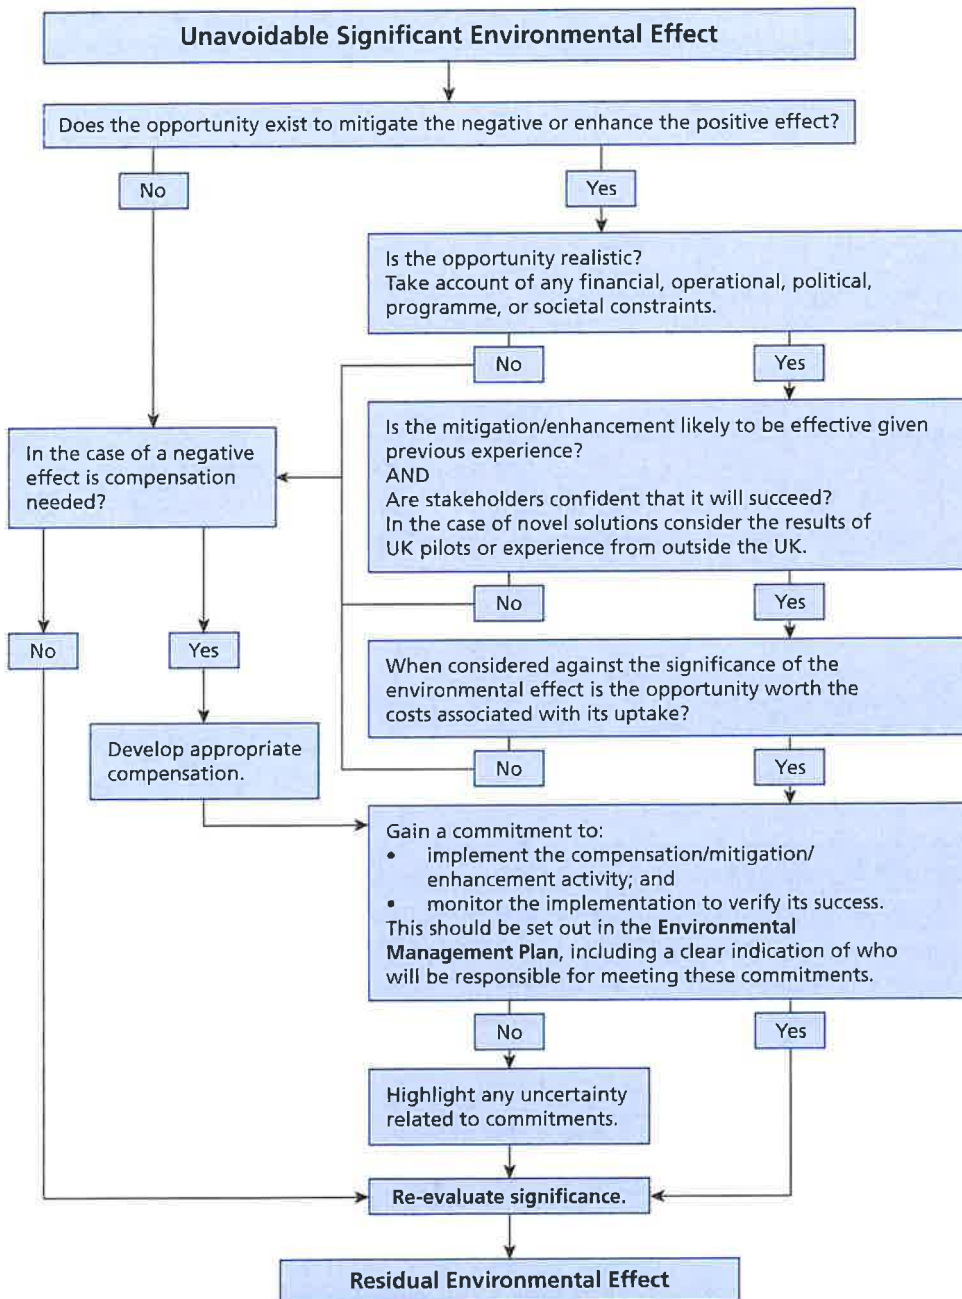 Unavoidable Significant Environmental Effect
Does the opportunity exist to mitigate the negative or enhance the positive effect?
No
Yes
Is the opportunity realistic?
Take account of any financial, operational, political,
programme, or societal constraints.
No
Yes
In the case of a negative
effect is compensation
needed?
Is the mitigation/enhancement likely to be effective given
previous experience?
AND
Are stakeholders confident that it will succeed?
In the case of novel solutions consider the results of
UK pilots or experience from outside the UK.
No
Yes
No
Yes
When considered against the significance of the
environmental effect is the opportunity worth the
costs associated with its uptake?
No
Yes
Develop appropriate
compensation.
Gain a commitment to:
• implement the compensation/mitigation/
enhancement activity; and
• monitor the implementation to verify its success.
This should be set out in the Environmental
Management Plan, including a clear indication of who
will be responsible for meeting these commitments.
No
Yes
Highlight any uncertainty
related to commitments.
Re-evaluate significance.
Residual Environmental Effect